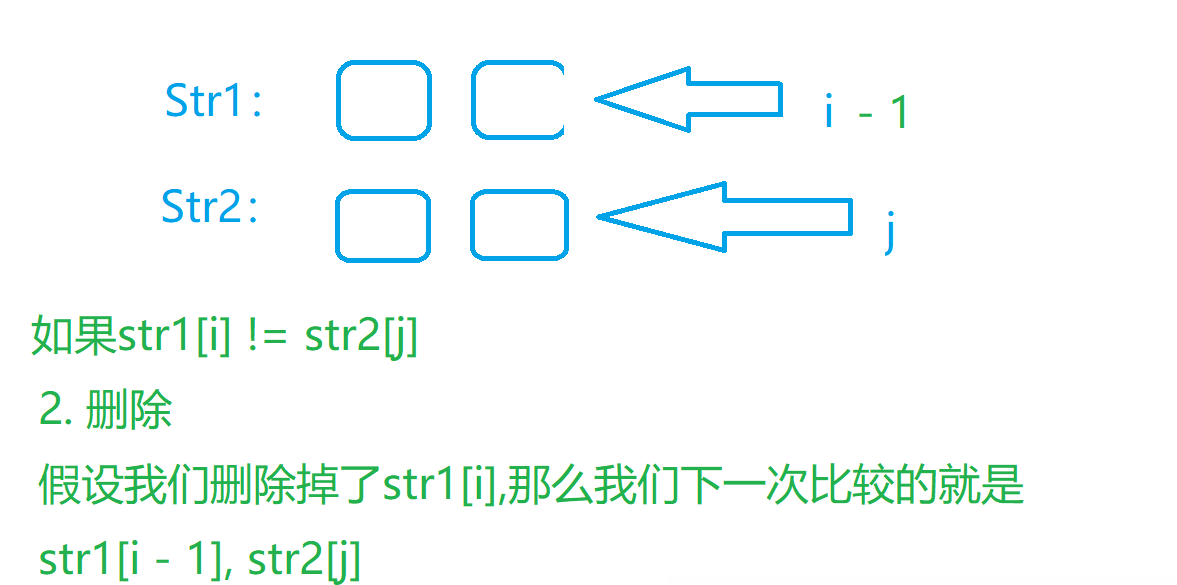 Str1： i - 1
Str2： j
如果str1[i] != str2[j]
2. 删除
假设我们删除掉了str1[i],那么我们下一次比较的就是
str1[i - 1], str2[j]